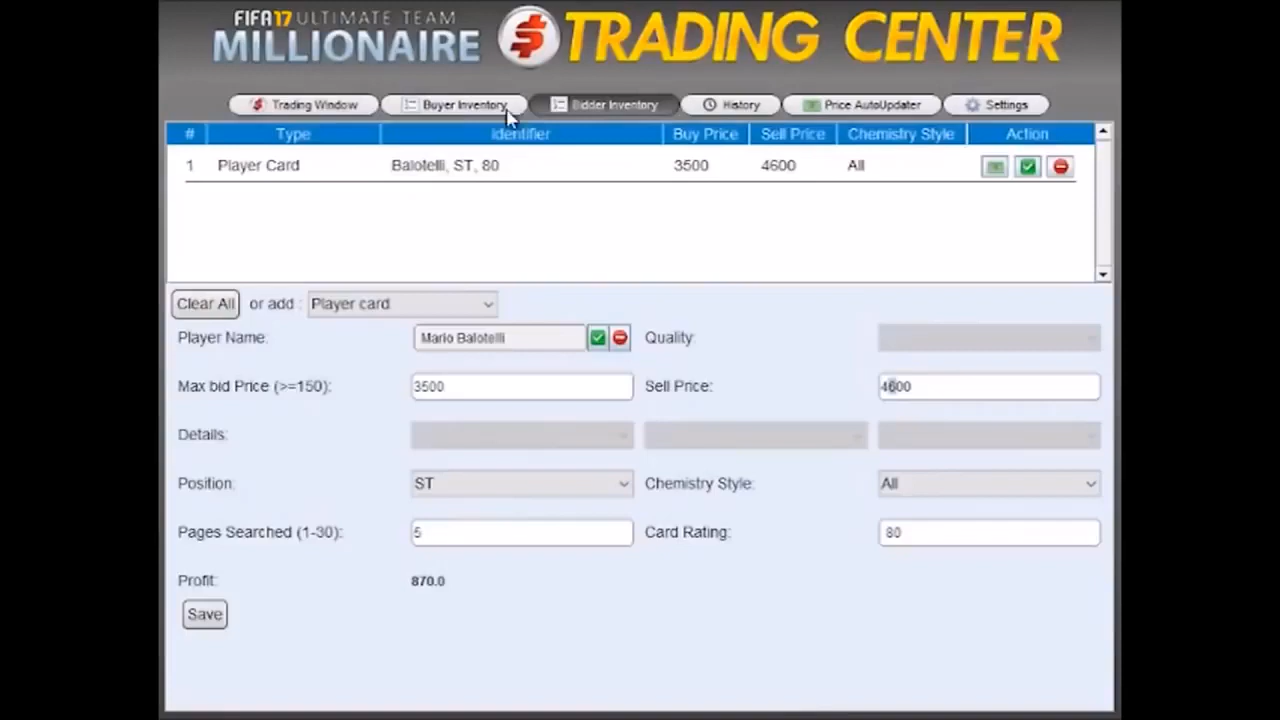 FIFA17 ULTIMATE TEAM
MILLIONAIRE TRADING CENTER
Trading Window Buyer Inventory Bidder Inventory History Price AutoUpdater Settings
# Type Identifier Buy Price Sell Price Chemistry Style Action
1 Player Card Balotelli, ST, 80 3500 4600 All
Clear All or add : Player card
Player Name: Mario Balotelli Quality:
Max bid Price (>=150): 3500 Sell Price: 4600
Details:
Position: ST Chemistry Style: All
Pages Searched (1-30): 5 Card Rating: 80
Profit: 870.0
Save